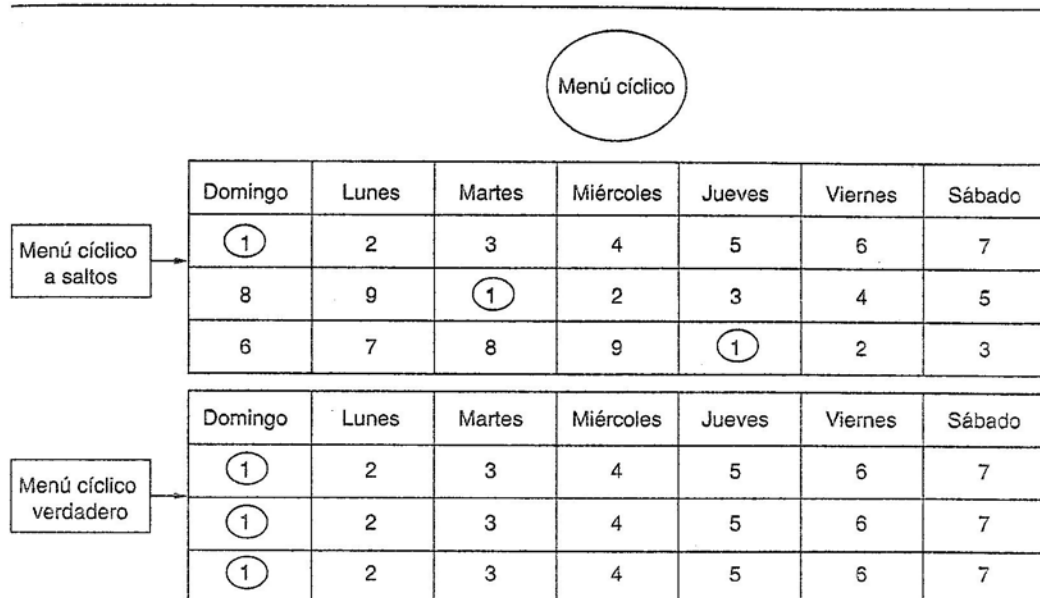 Menú cíclico
Domingo Lunes Martes Miércoles Jueves Viernes Sábado
Menú cíclico
a saltos
1 2 3 4 5 6 7
8 9 1 2 3 4 5
6 7 8 9 1 2 3
Domingo Lunes Martes Miércoles Jueves Viernes Sábado
Menú cíclico
verdadero
1 2 3 4 5 6 7
1 2 3 4 5 6 7
1 2 3 4 5 6 7